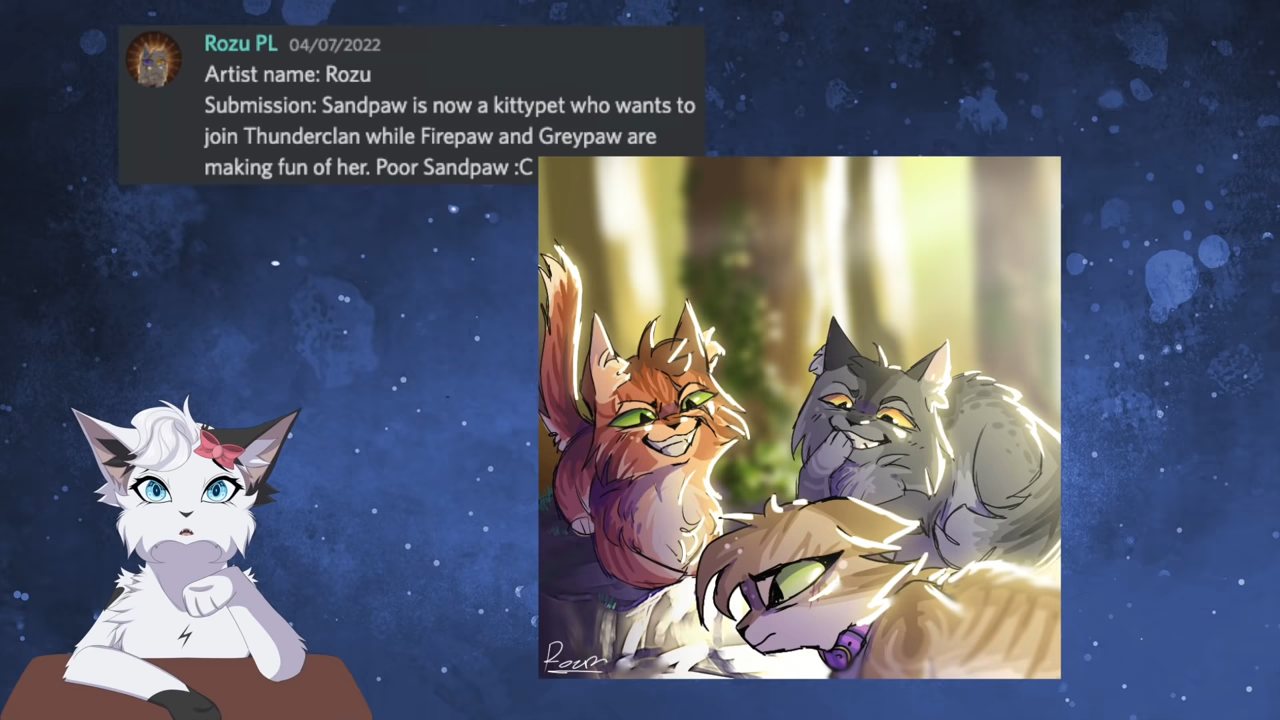 Rozu PL 04/07/2022
Artist name: Rozu
Submission: Sandpaw is now a kittypet who wants to
join Thunderclan while Firepaw and Greypaw are
making fun of her. Poor Sandpaw :C
Rozu